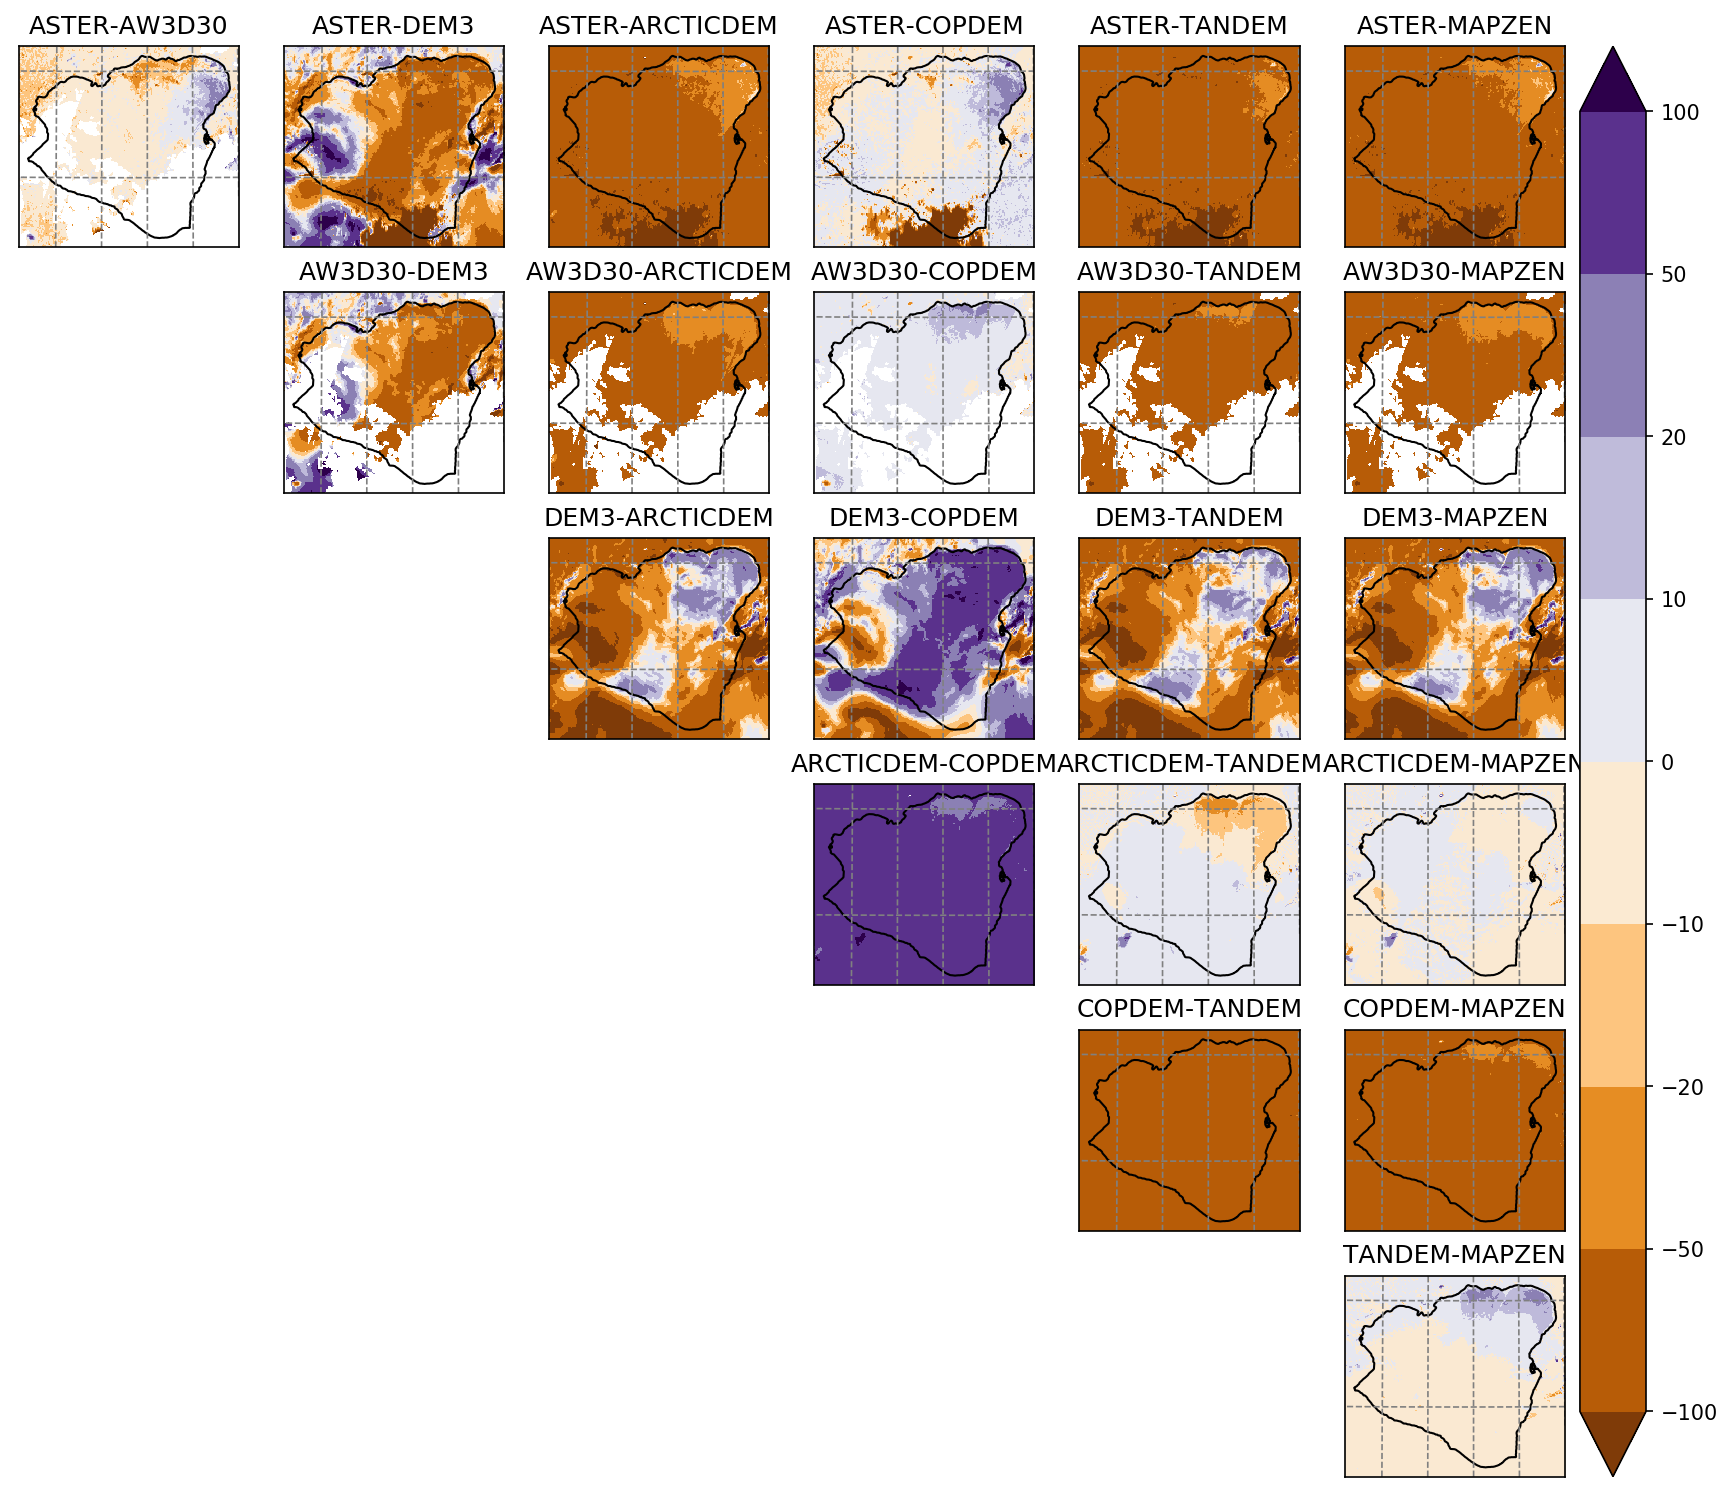 ASTER-AW3D30 ASTER-DEM3 ASTER-ARCTICDEM ASTER-COPDEM ASTER-TANDEM ASTER-MAPZEN
AW3D30-DEM3 AW3D30-ARCTICDEM AW3D30-COPDEM AW3D30-TANDEM AW3D30-MAPZEN
DEM3-ARCTICDEM DEM3-COPDEM DEM3-TANDEM DEM3-MAPZEN
ARCTICDEM-COPDEM ARCTICDEM-TANDEM ARCTICDEM-MAPZEN
COPDEM-TANDEM COPDEM-MAPZEN
TANDEM-MAPZEN
100
50
20
10
0
−10
−20
−50
−100